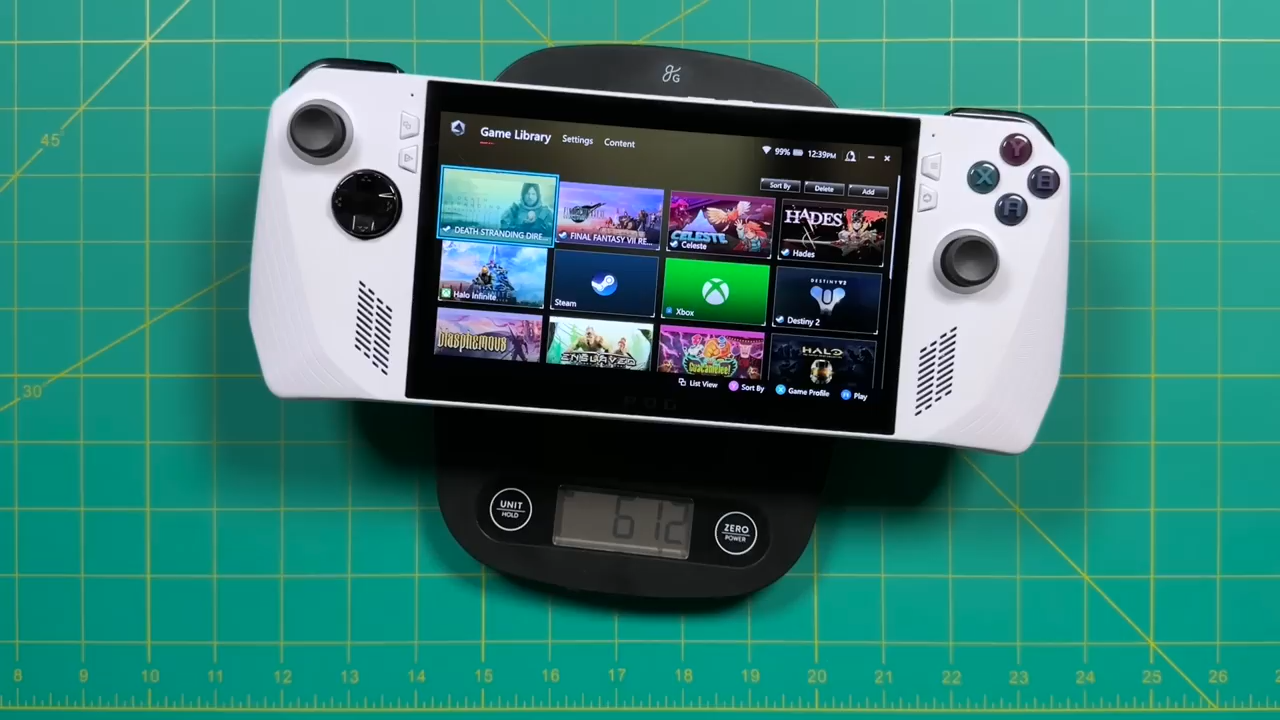 45
30
Game Library Settings Content
99% 12:39PM
Sort By Delete Add
DEATH STRANDING DIRE...
FINAL FANTASY VII RE...
CELESTE
Celeste
HADES
Hades
Halo Infinite
Steam
Xbox
DESTINY 2
Destiny 2
blasphemous
ENSLAVED
Guacamelee!
HALO
List View Y Sort By X Game Profile Play
Y
X B
A
ROG
UNIT
HOLD
612
ZERO
POWER
8 9 10 11 12 13 14 15 16 17 18 19 20 21 22 23 24 25 26